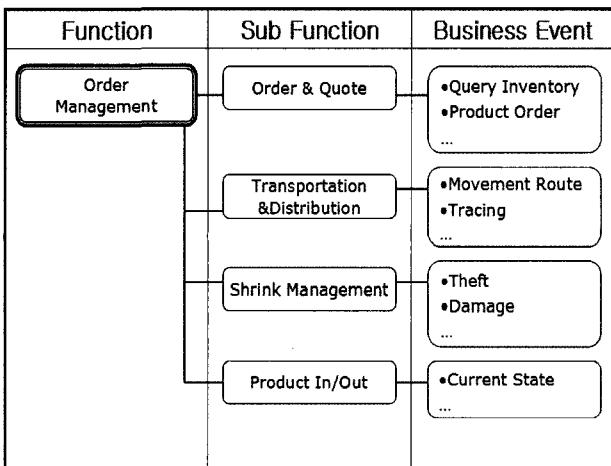 Function
Sub Function
Business Event
Order
Management
Order & Quote
•Query Inventory
•Product Order
...
Transportation
&Distribution
•Movement Route
•Tracing
...
Shrink Management
•Theft
•Damage
...
Product In/Out
•Current State
...